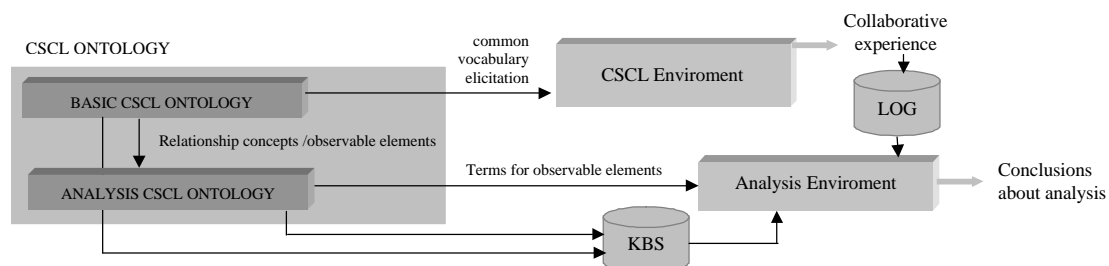 CSCL ONTOLOGY
BASIC CSCL ONTOLOGY
Relationship concepts /observable elements
ANALYSIS CSCL ONTOLOGY
common
vocabulary
elicitation
CSCL Enviroment
Collaborative
experience
LOG
Terms for observable elements
Analysis Enviroment
Conclusions
about analysis
KBS